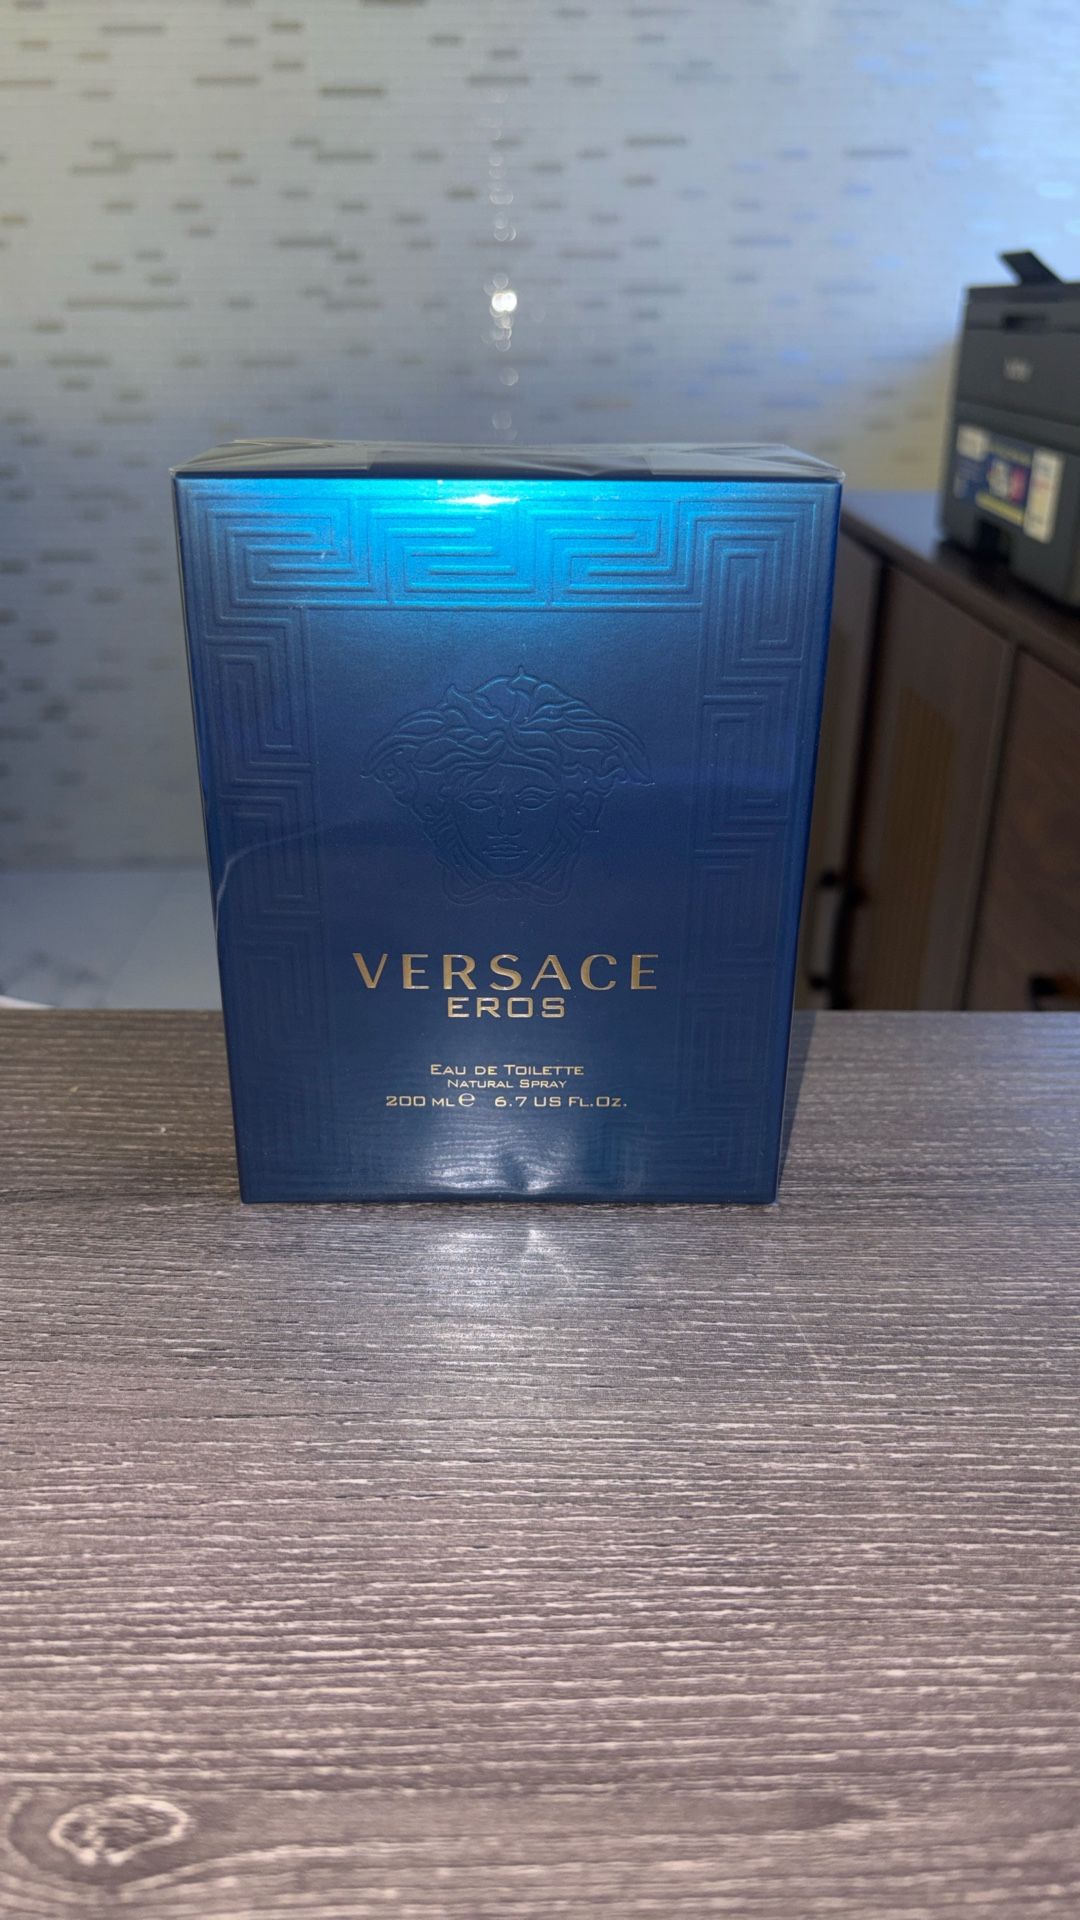 VERSACE
EROS
EAU DE TOILETTE
NATURAL SPRAY
200 ML ℮ 6.7 US FL.OZ.